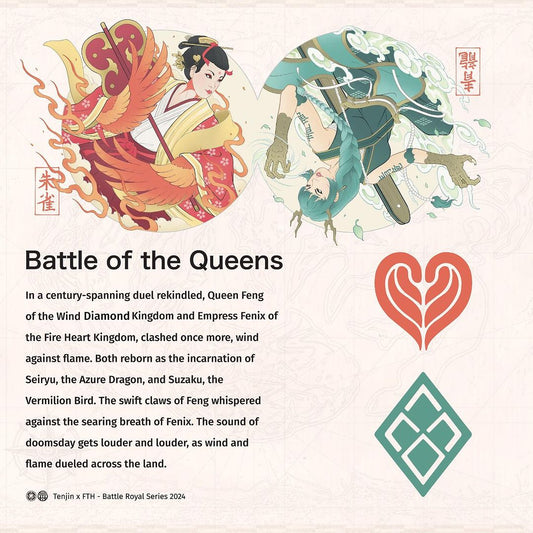 朱雀
青龍
Battle of the Queens
In a century-spanning duel rekindled, Queen Feng
of the Wind Diamond Kingdom and Empress Fenix of
the Fire Heart Kingdom, clashed once more, wind
against flame. Both reborn as the incarnation of
Seiryu, the Azure Dragon, and Suzaku, the
Vermilion Bird. The swift claws of Feng whispered
against the searing breath of Fenix. The sound of
doomsday gets louder and louder, as wind and
flame dueled across the land.
Tenjin x FTH - Battle Royal Series 2024